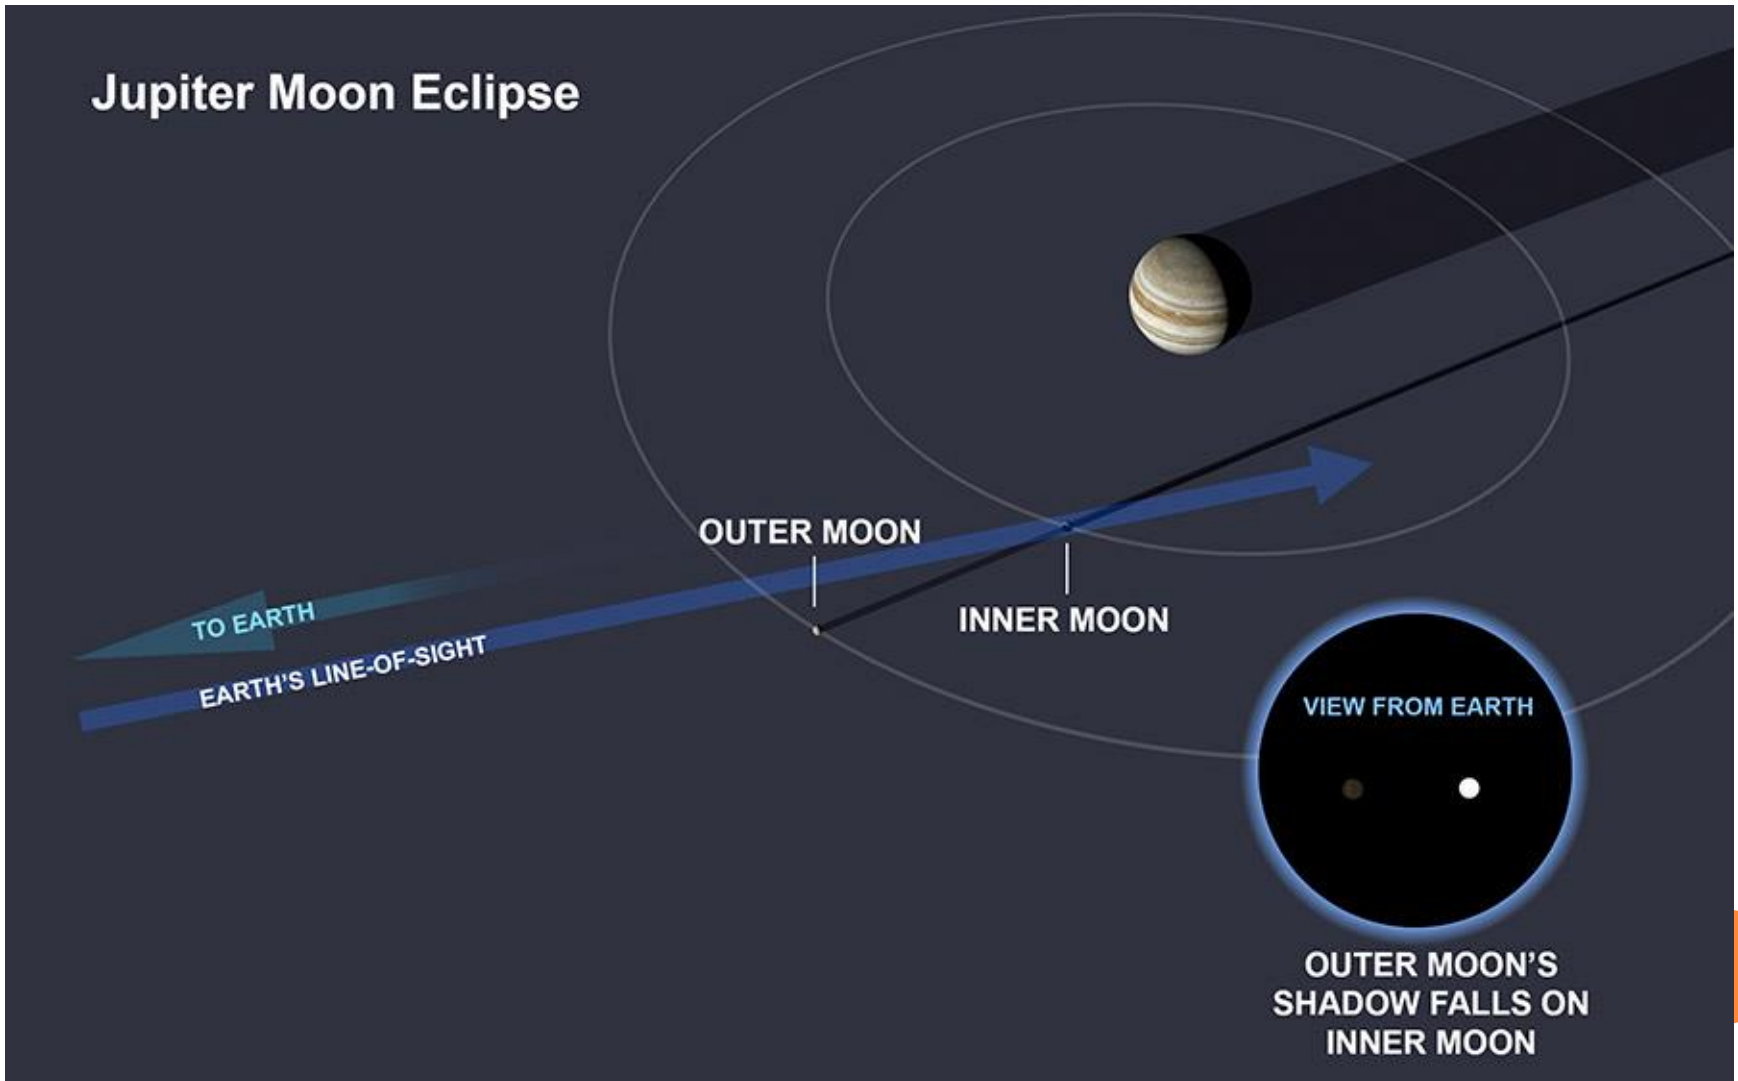 Jupiter Moon Eclipse
OUTER MOON
INNER MOON
TO EARTH
EARTH'S LINE-OF-SIGHT
VIEW FROM EARTH
OUTER MOON'S
SHADOW FALLS ON
INNER MOON